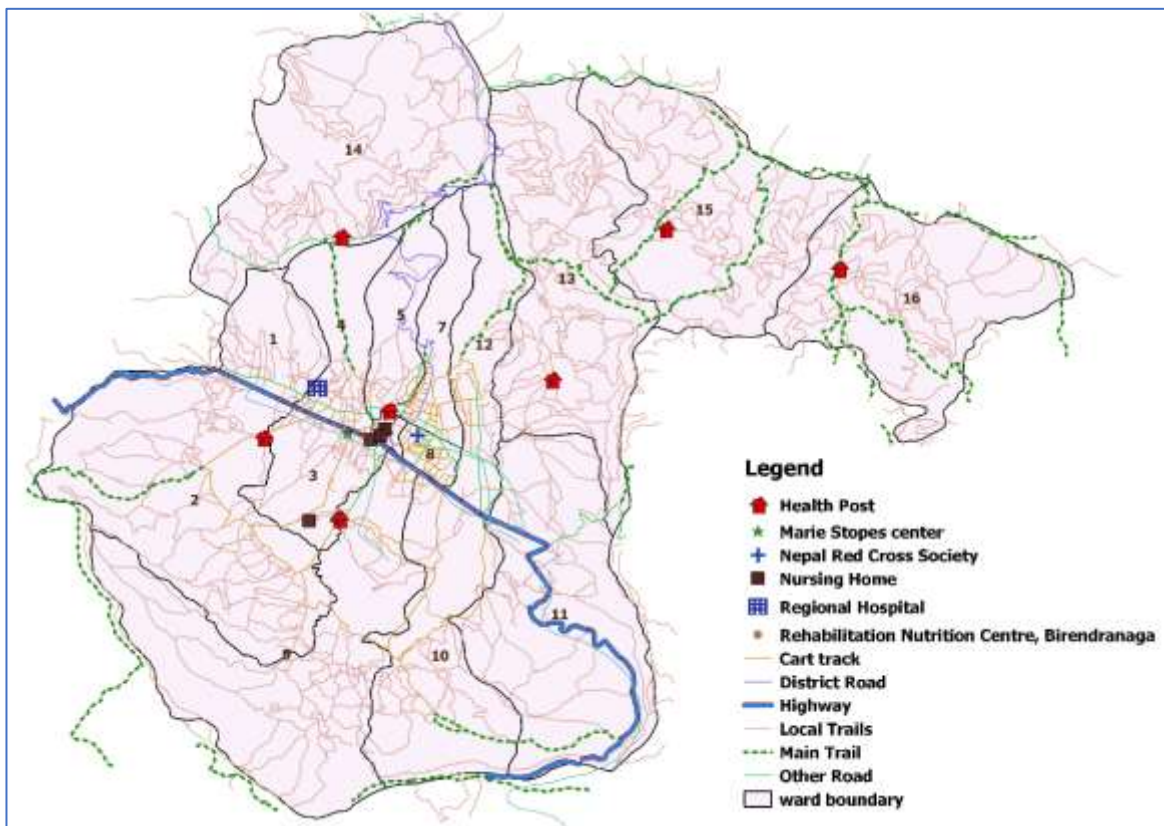 14
15
13
16
4
5
7
1
12
8
3
2
11
9
10
Legend
Health Post
Marie Stopes center
Nepal Red Cross Society
Nursing Home
Regional Hospital
Rehabilitation Nutrition Centre, Birendranaga
Cart track
District Road
Highway
Local Trails
Main Trail
Other Road
ward boundary